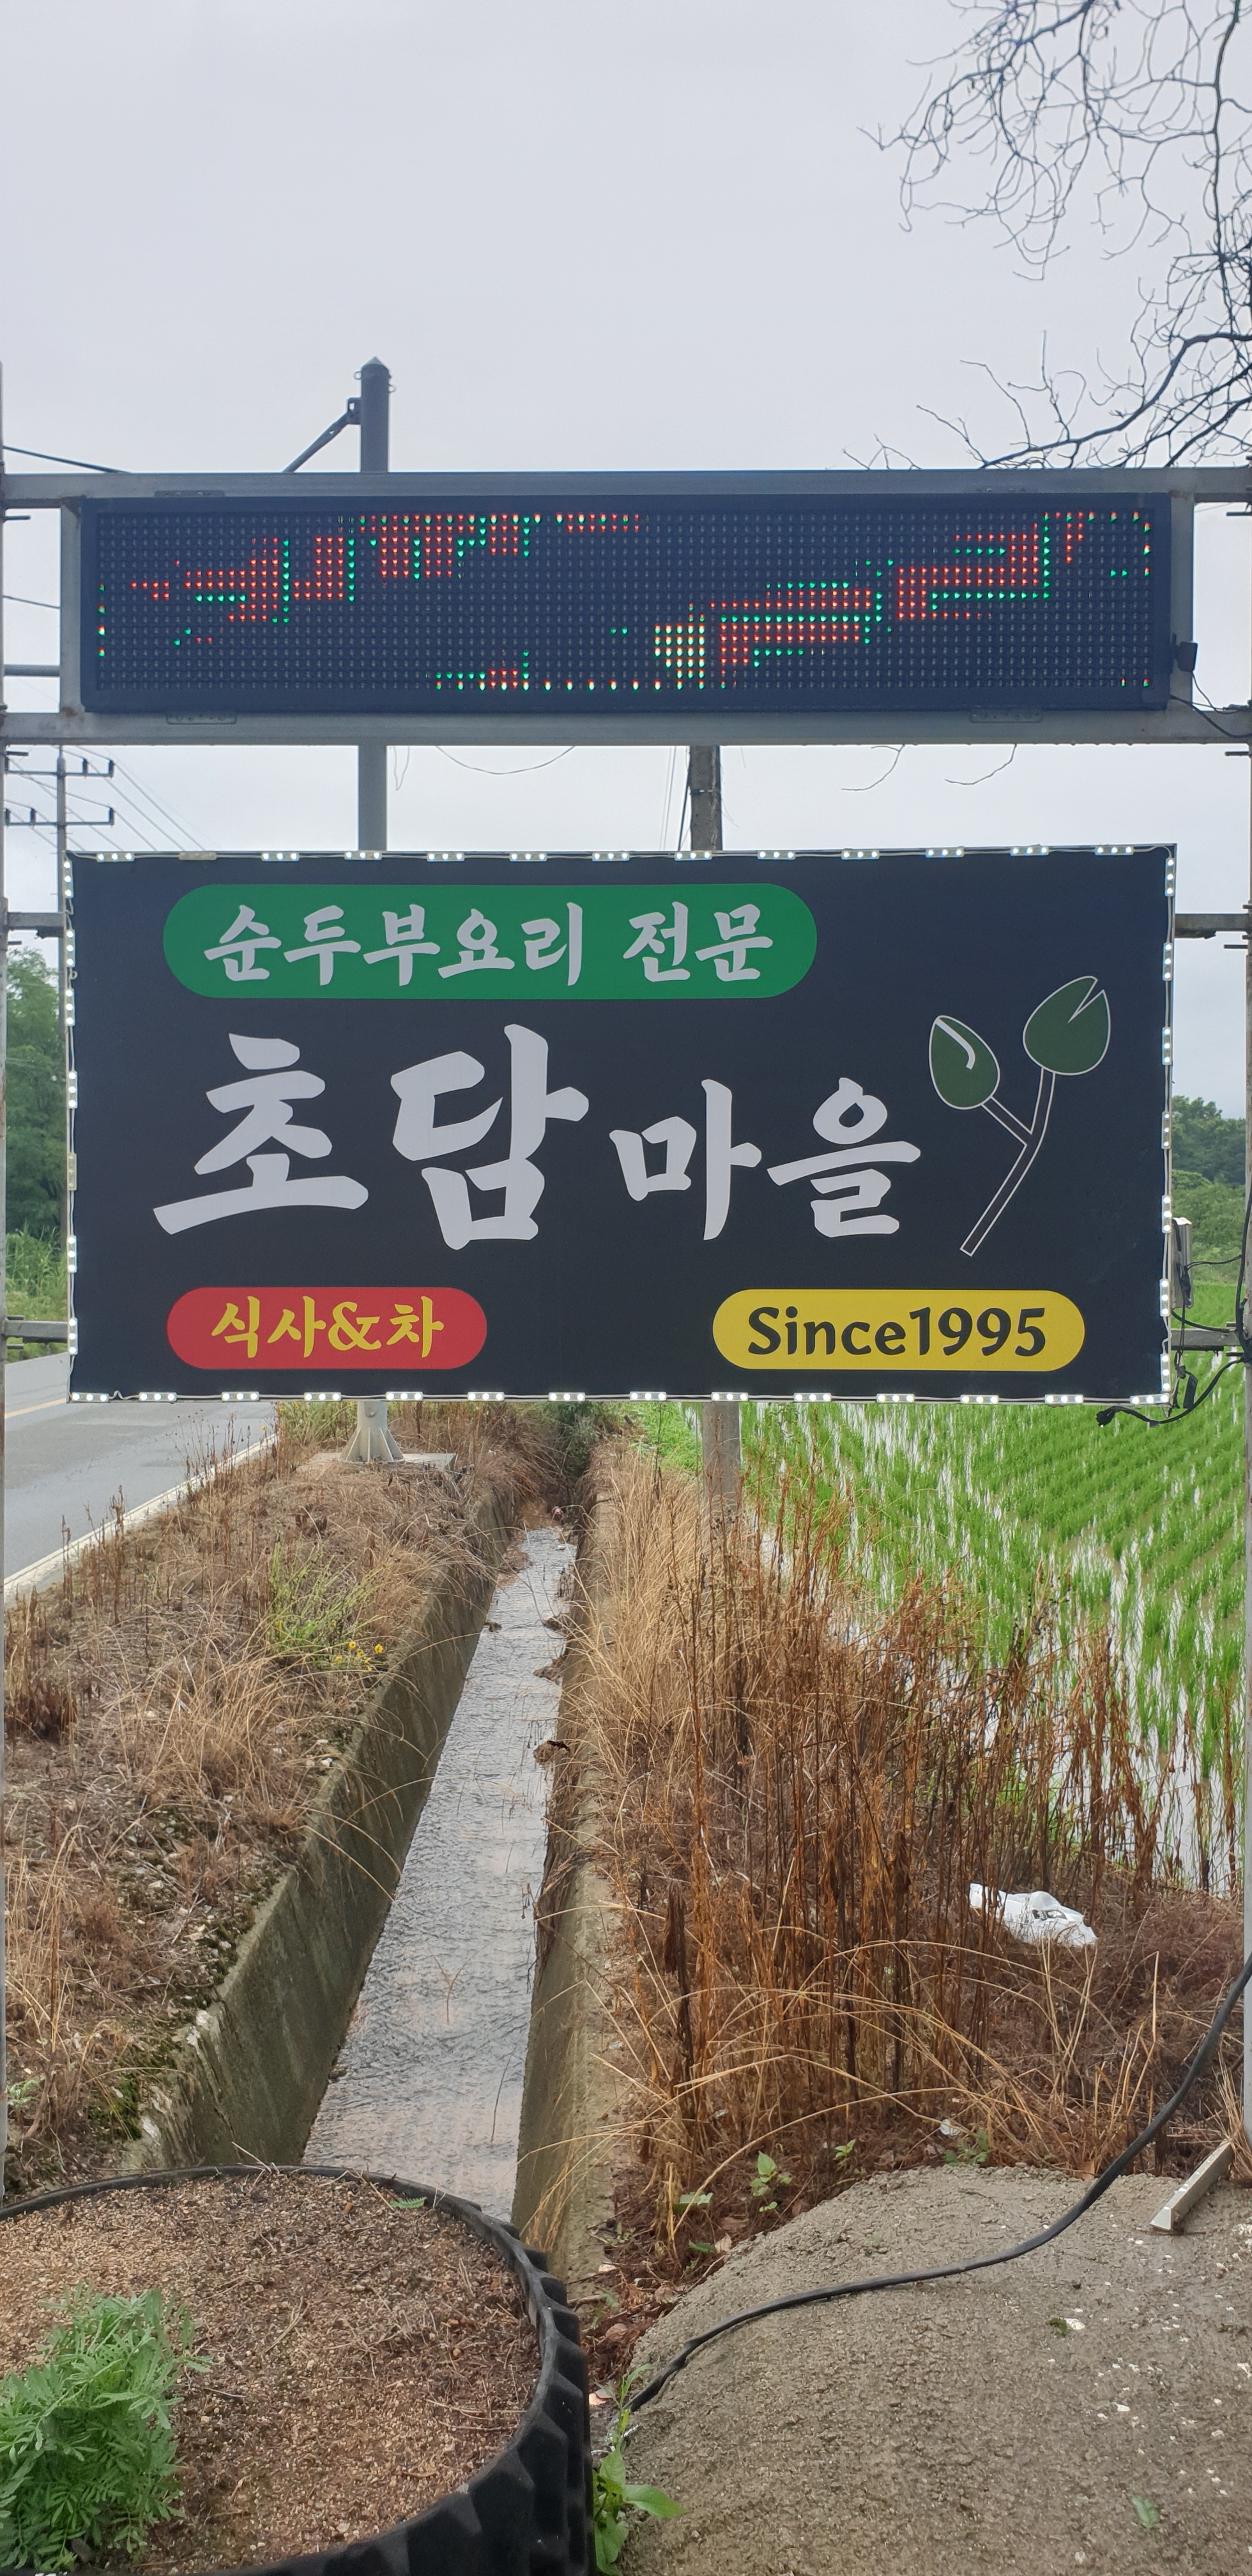 순두부요리 전문
초담마을
식사&차
Since1995